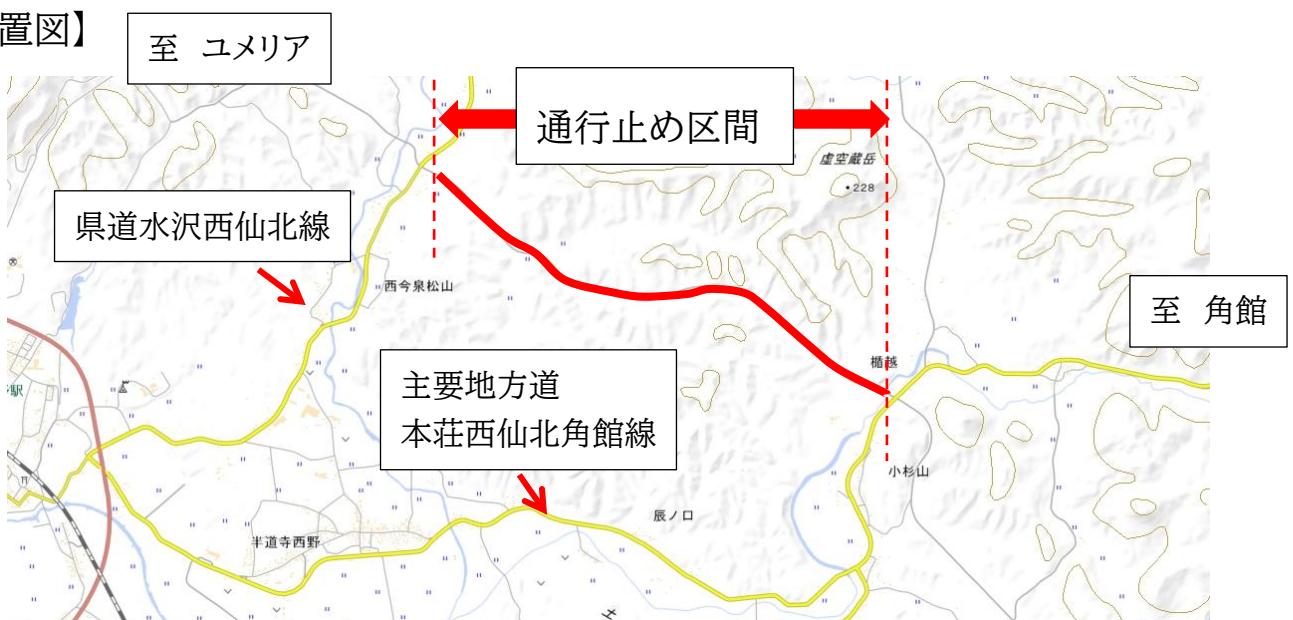 置図】
至 ユメリア
通行止め区間
虚空蔵岳
・228
県道水沢西仙北線
西今泉松山
至 角館
楯越
駅
主要地方道
本荘西仙北角館線
小杉山
辰ノ口
半道寺西野